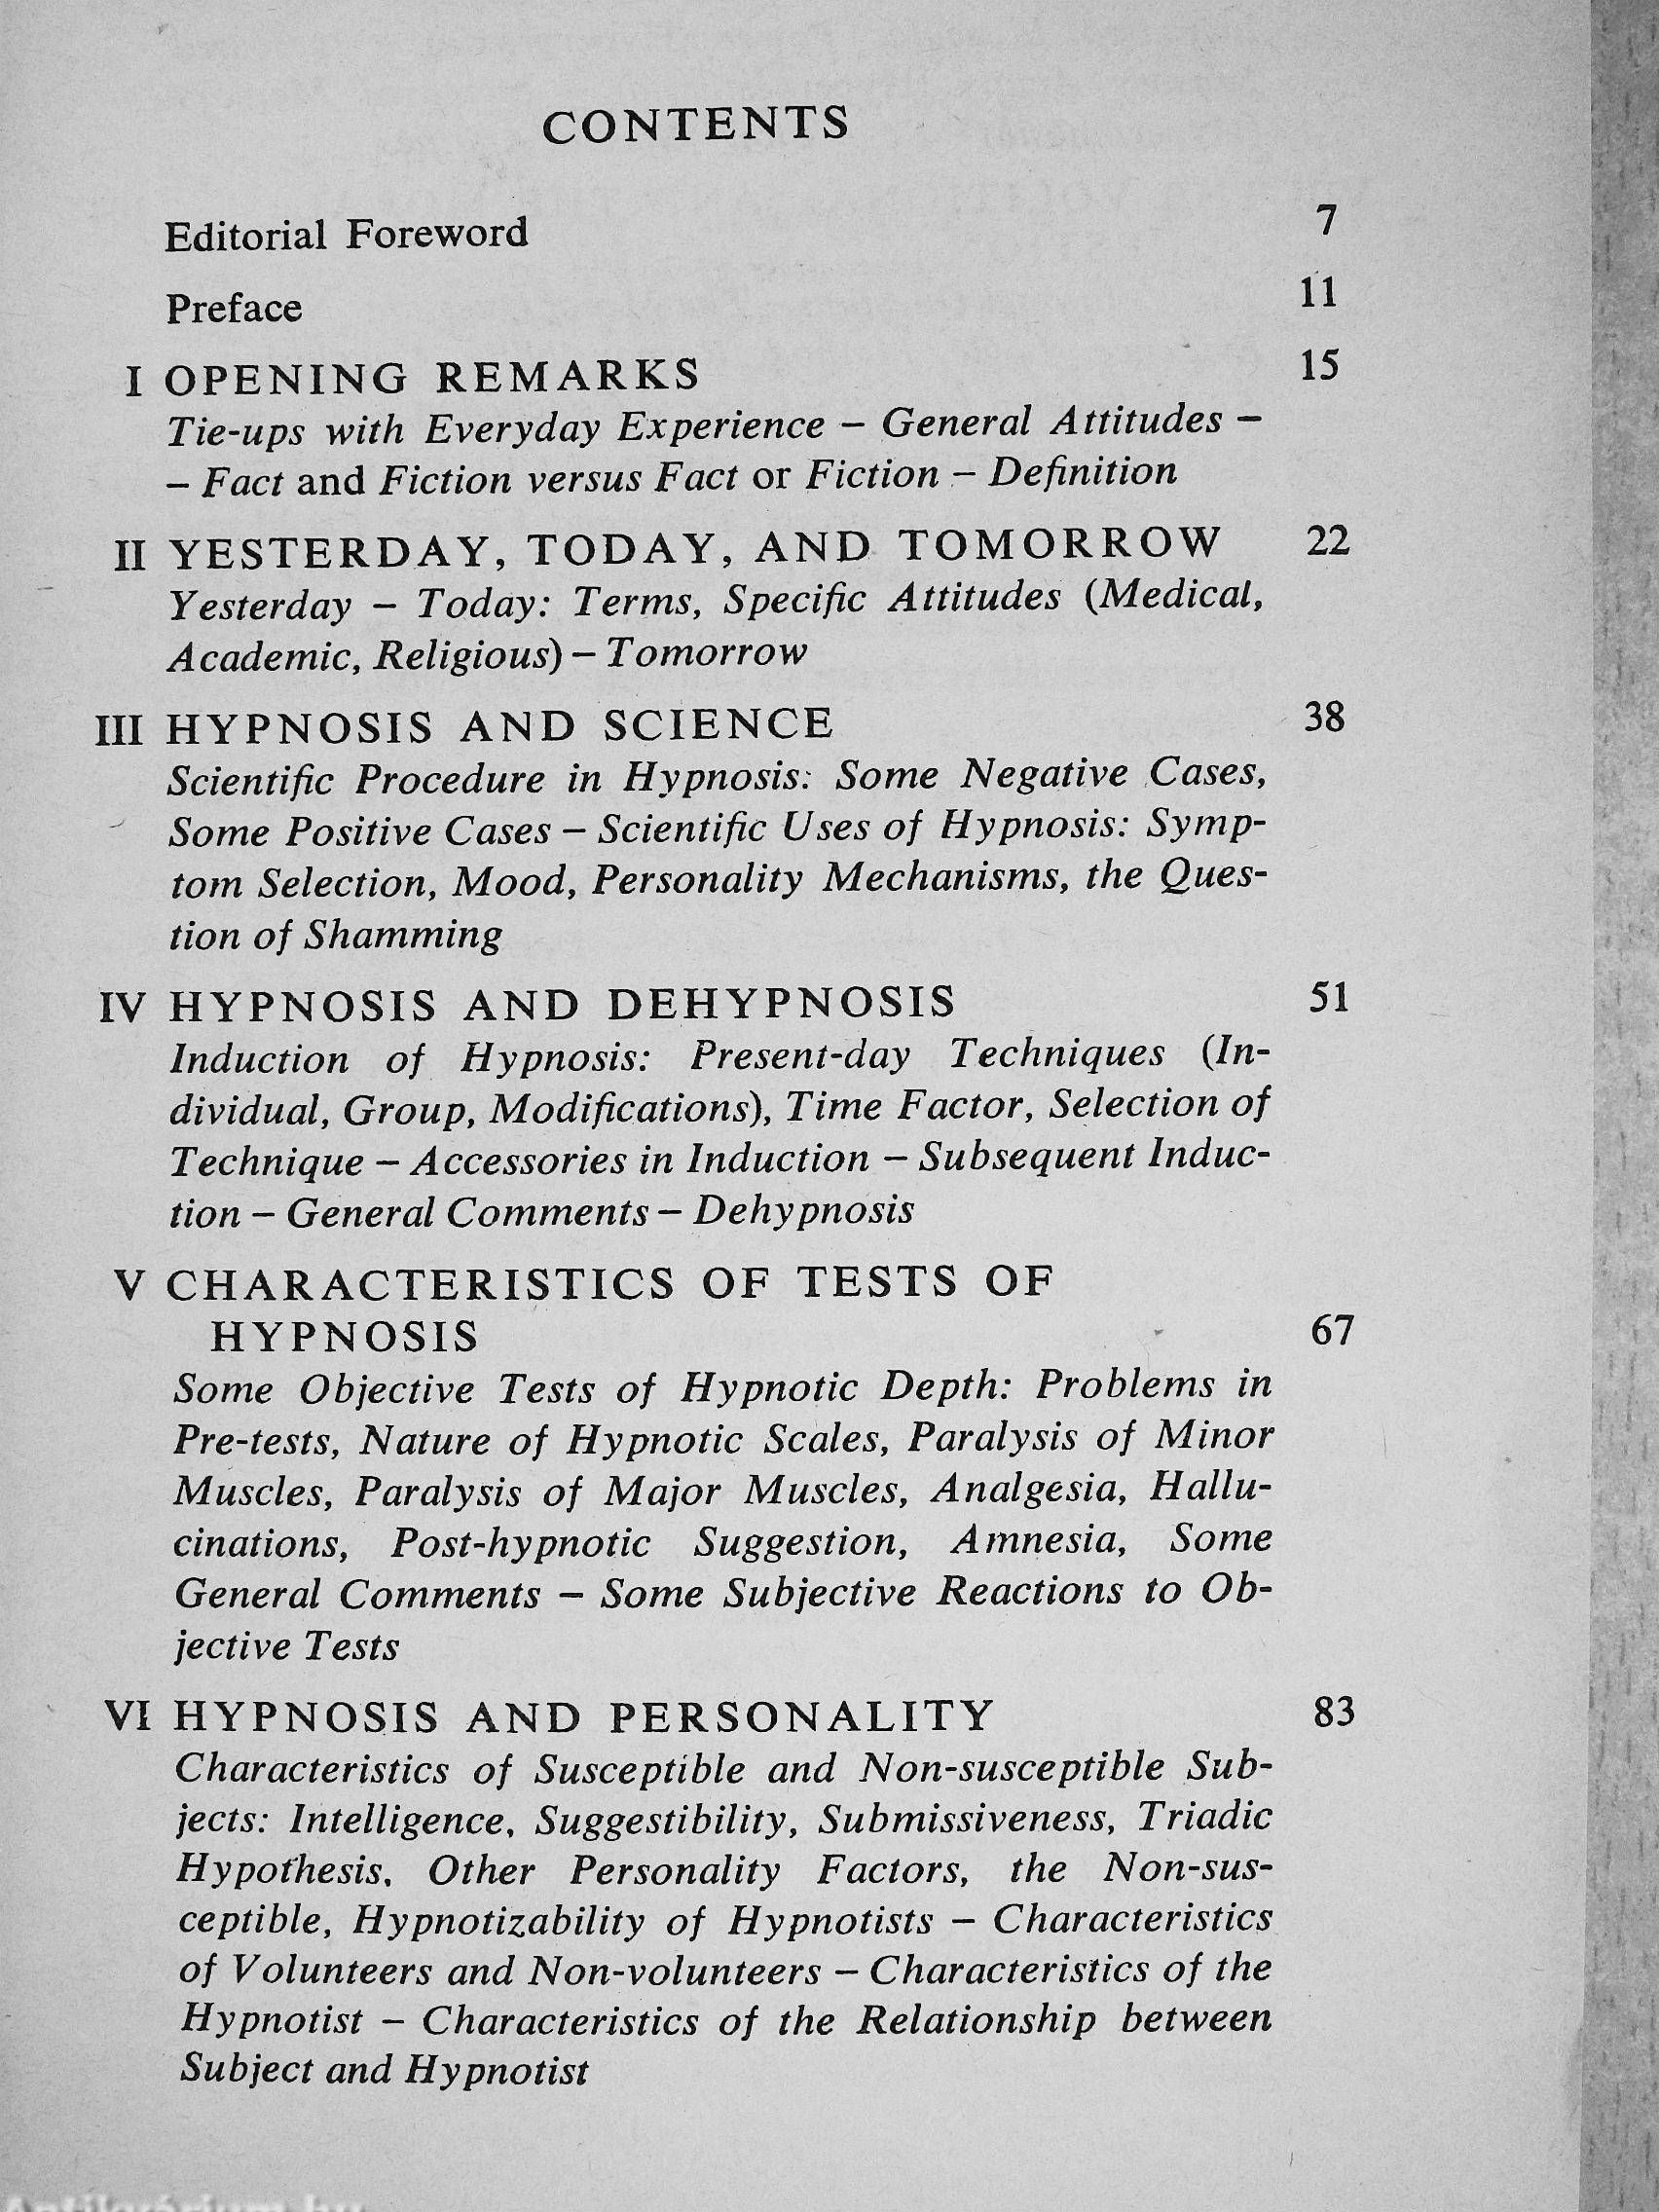 CONTENTS
Editorial Foreword 7
Preface 11
I OPENING REMARKS 15
Tie-ups with Everyday Experience – General Attitudes –
– Fact and Fiction versus Fact or Fiction – Definition
II YESTERDAY, TODAY, AND TOMORROW 22
Yesterday – Today: Terms, Specific Attitudes (Medical,
Academic, Religious) – Tomorrow
III HYPNOSIS AND SCIENCE 38
Scientific Procedure in Hypnosis: Some Negative Cases,
Some Positive Cases – Scientific Uses of Hypnosis: Symp-
tom Selection, Mood, Personality Mechanisms, the Ques-
tion of Shamming
IV HYPNOSIS AND DEHYPNOSIS 51
Induction of Hypnosis: Present-day Techniques (In-
dividual, Group, Modifications), Time Factor, Selection of
Technique – Accessories in Induction – Subsequent Induc-
tion – General Comments – Dehypnosis
V CHARACTERISTICS OF TESTS OF
HYPNOSIS 67
Some Objective Tests of Hypnotic Depth: Problems in
Pre-tests, Nature of Hypnotic Scales, Paralysis of Minor
Muscles, Paralysis of Major Muscles, Analgesia, Hallu-
cinations, Post-hypnotic Suggestion, Amnesia, Some
General Comments – Some Subjective Reactions to Ob-
jective Tests
VI HYPNOSIS AND PERSONALITY 83
Characteristics of Susceptible and Non-susceptible Sub-
jects: Intelligence, Suggestibility, Submissiveness, Triadic
Hypothesis, Other Personality Factors, the Non-sus-
ceptible, Hypnotizability of Hypnotists – Characteristics
of Volunteers and Non-volunteers – Characteristics of the
Hypnotist – Characteristics of the Relationship between
Subject and Hypnotist